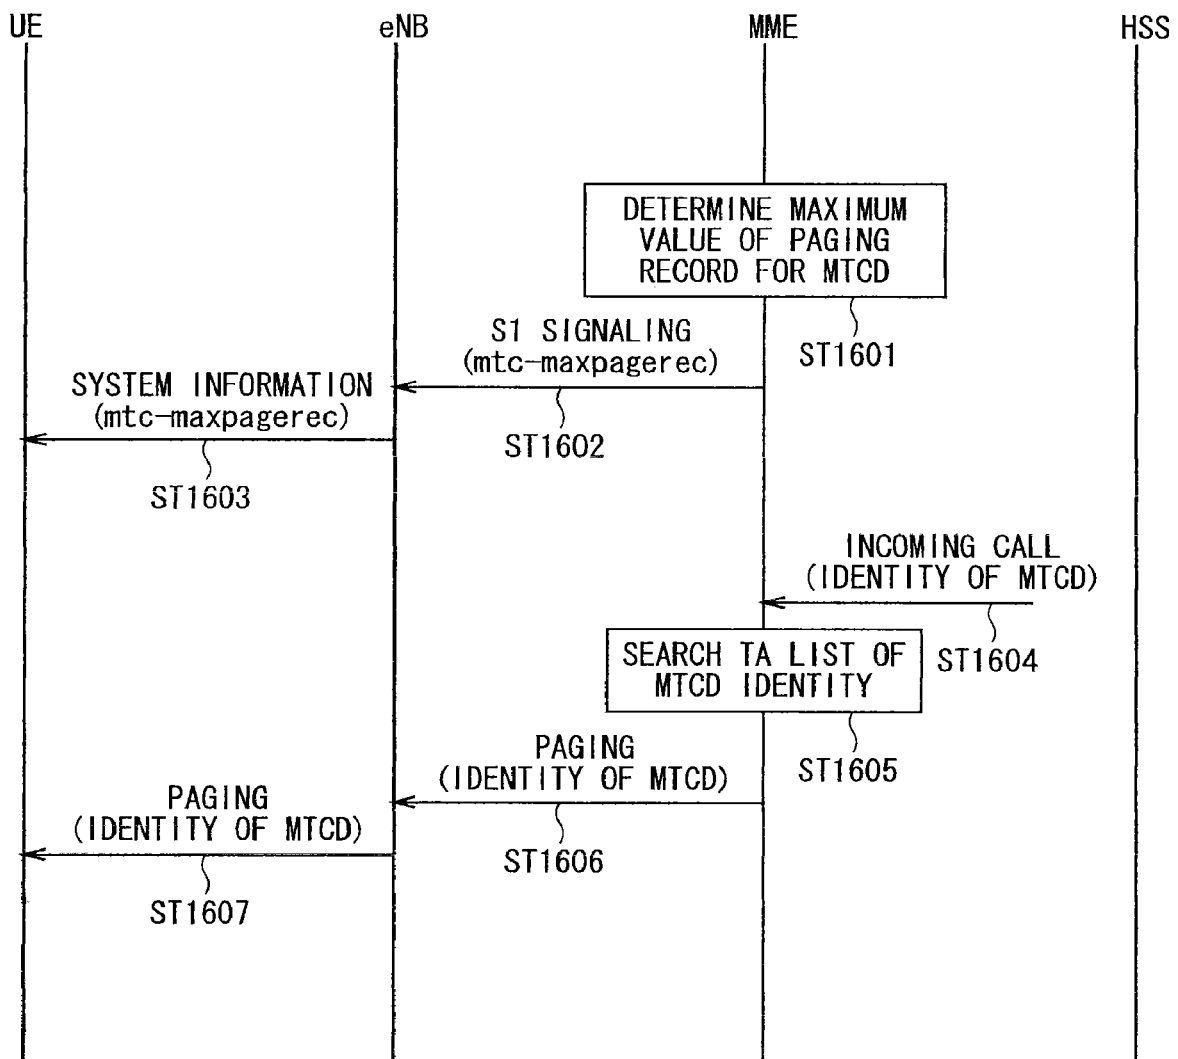 UE
eNB
MME
HSS
DETERMINE MAXIMUM
VALUE OF PAGING
RECORD FOR MTCD
ST1601
S1 SIGNALING
(mtc-maxpagerec)
ST1602
SYSTEM INFORMATION
(mtc-maxpagerec)
ST1603
INCOMING CALL
(IDENTITY OF MTCD)
ST1604
SEARCH TA LIST OF
MTCD IDENTITY
ST1605
PAGING
(IDENTITY OF MTCD)
ST1606
PAGING
(IDENTITY OF MTCD)
ST1607